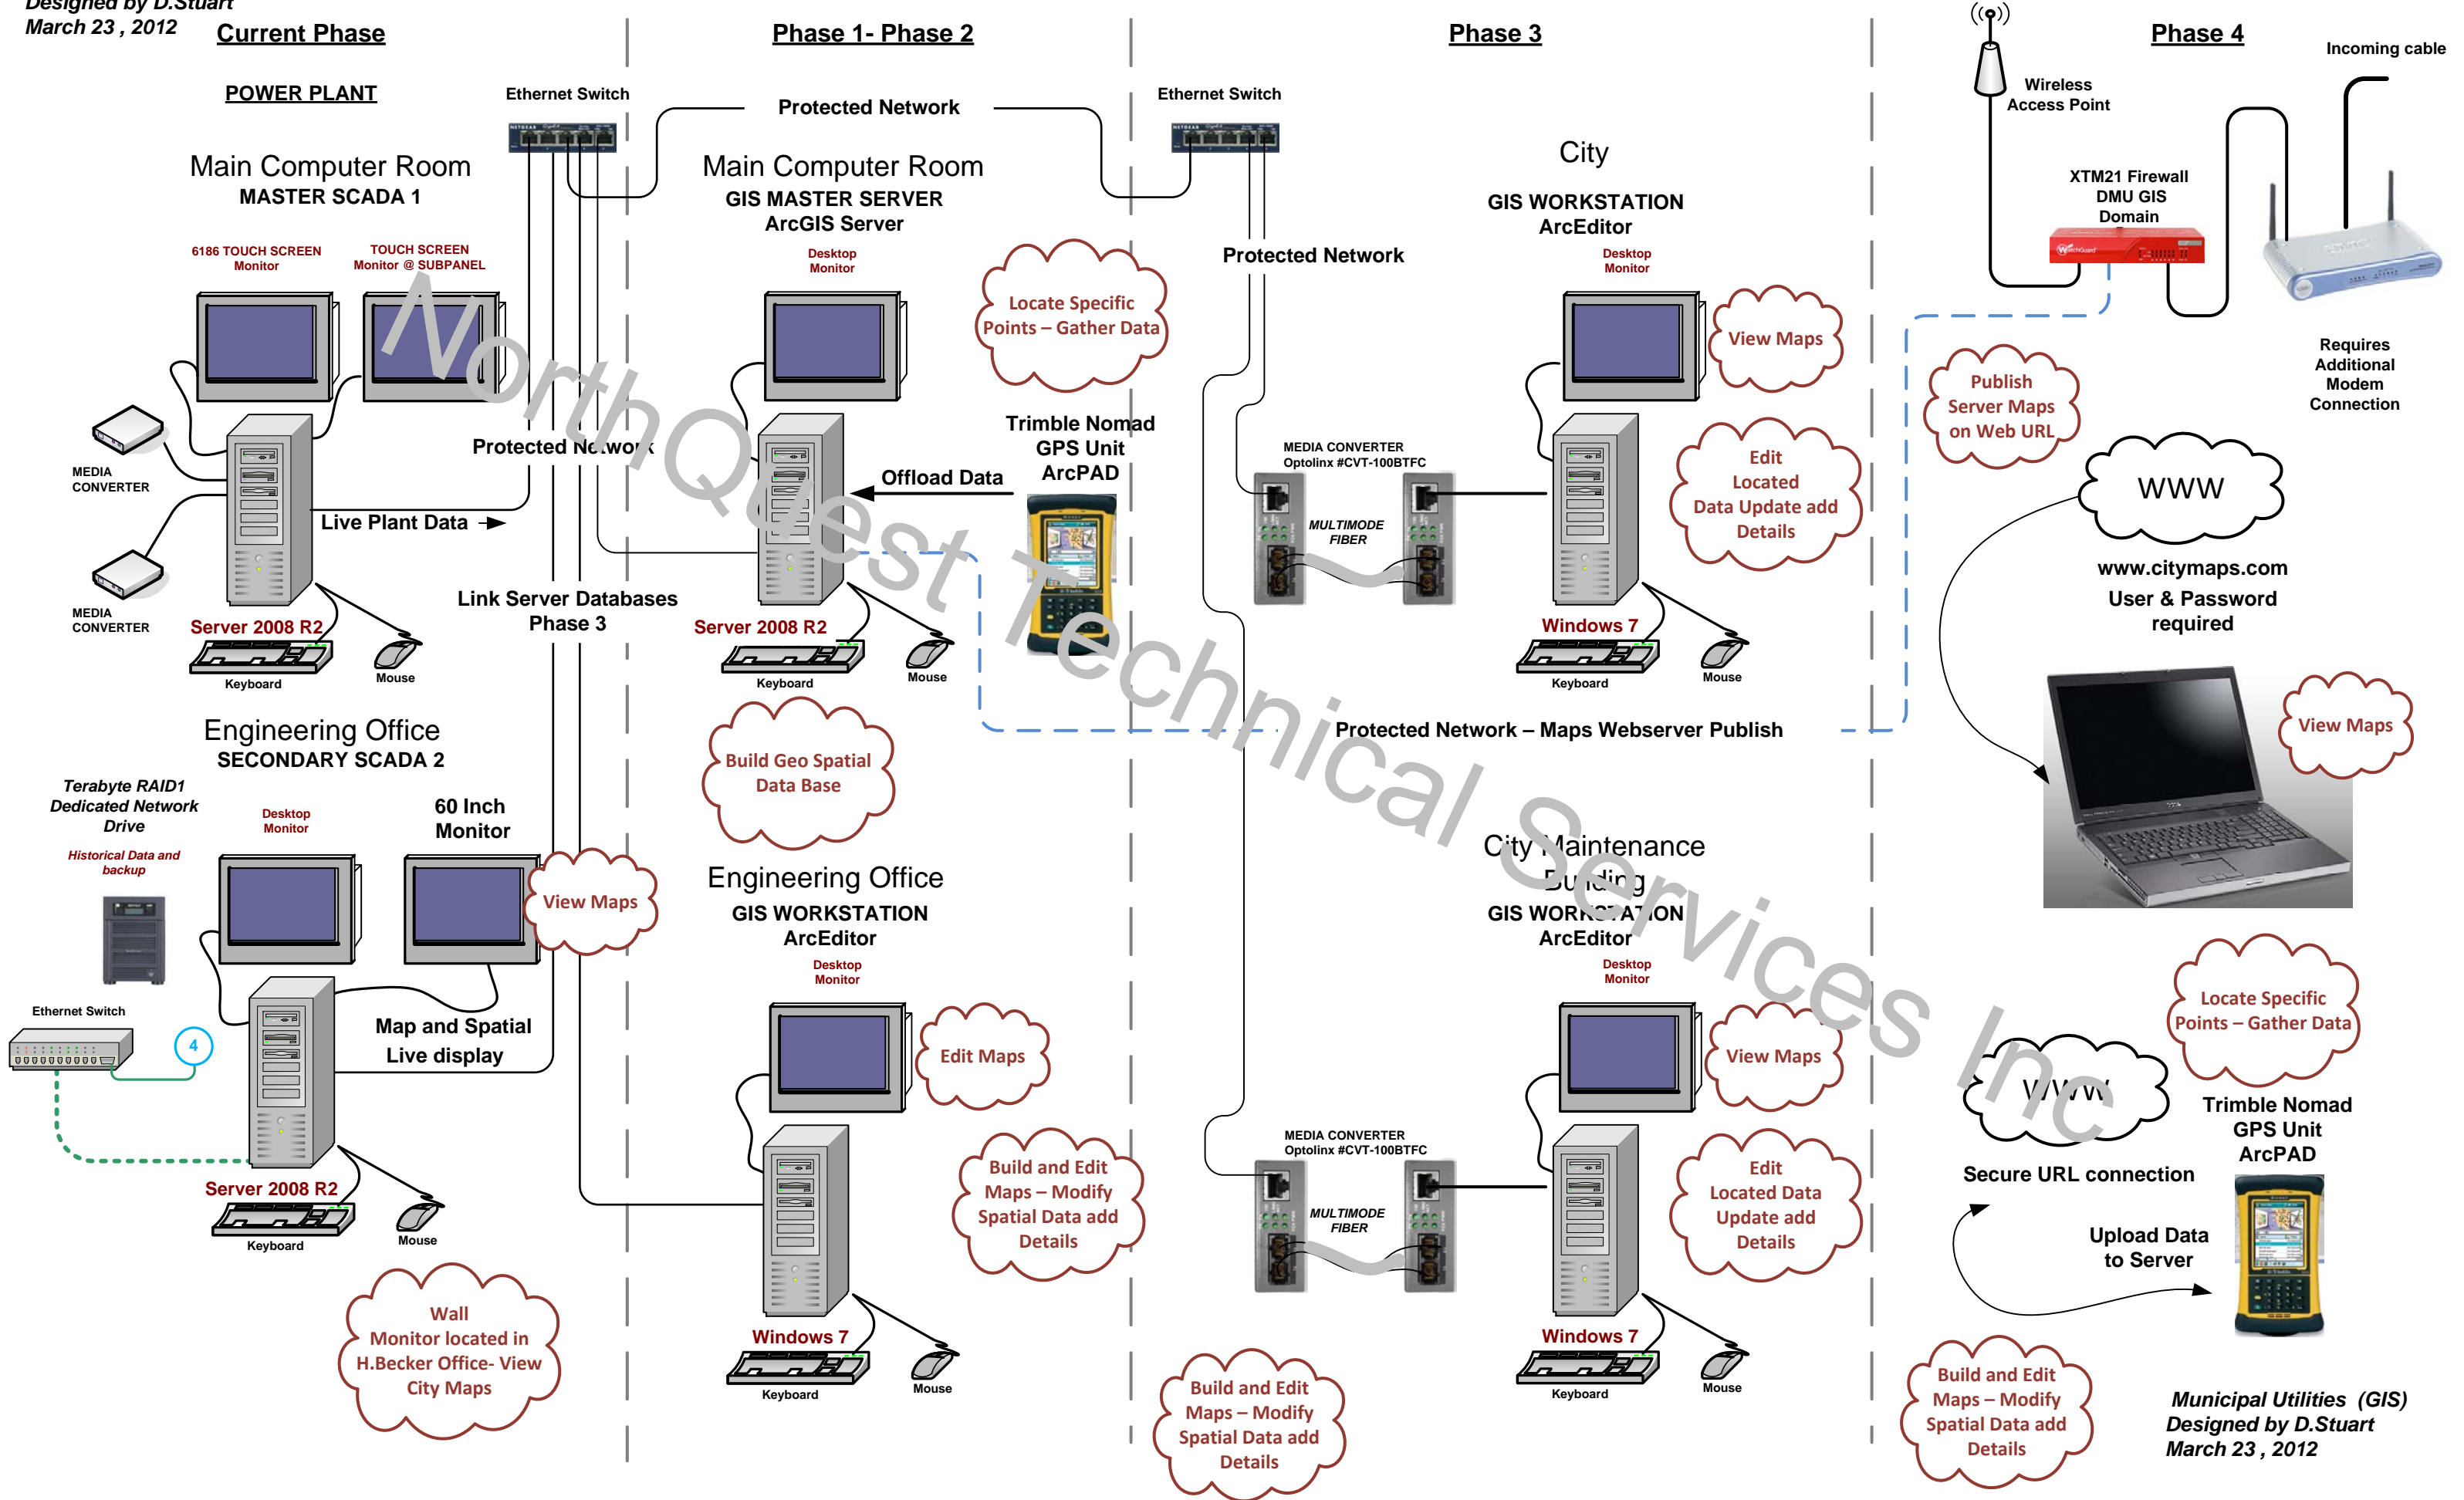 Designed by D.Stuart
March 23 , 2012
Current Phase
POWER PLANT
Ethernet Switch
NETGEAR
Main Computer Room
MASTER SCADA 1
6186 TOUCH SCREEN
Monitor
TOUCH SCREEN
Monitor @ SUBPANEL
MEDIA
CONVERTER
MEDIA
CONVERTER
Protected Network
Live Plant Data
Server 2008 R2
Keyboard
Mouse
Link Server Databases
Phase 3
Engineering Office
SECONDARY SCADA 2
Terabyte RAID1
Dedicated Network
Drive
Historical Data and
backup
Desktop
Monitor
60 Inch
Monitor
View Maps
Ethernet Switch
4
Map and Spatial
Live display
Server 2008 R2
Keyboard
Mouse
Wall
Monitor located in
H.Becker Office- View
City Maps
Phase 1- Phase 2
Protected Network
Main Computer Room
GIS MASTER SERVER
ArcGIS Server
Desktop
Monitor
Locate Specific
Points – Gather Data
Trimble Nomad
GPS Unit
ArcPAD
Offload Data
Server 2008 R2
Keyboard
Mouse
Build Geo Spatial
Data Base
Engineering Office
GIS WORKSTATION
ArcEditor
Desktop
Monitor
Edit Maps
Build and Edit
Maps – Modify
Spatial Data add
Details
Windows 7
Keyboard
Mouse
Phase 3
Ethernet Switch
NETGEAR
Protected Network
City
GIS WORKSTATION
ArcEditor
Desktop
Monitor
View Maps
MEDIA CONVERTER
Optolinx #CVT-100BTFC
MULTIMODE
FIBER
Edit
Located
Data Update add
Details
Windows 7
Keyboard
Mouse
Protected Network – Maps Webserver Publish
City Maintenance
Building
GIS WORKSTATION
ArcEditor
Desktop
Monitor
View Maps
MEDIA CONVERTER
Optolinx #CVT-100BTFC
MULTIMODE
FIBER
Edit
Located Data
Update add
Details
Windows 7
Keyboard
Mouse
Build and Edit
Maps – Modify
Spatial Data add
Details
Phase 4
Incoming cable
Wireless
Access Point
XTM21 Firewall
DMU GIS
Domain
WatchGuard
Requires
Additional
Modem
Connection
Publish
Server Maps
on Web URL
WWW
www.citymaps.com
User & Password
required
View Maps
Locate Specific
Points – Gather Data
WWW
Trimble Nomad
GPS Unit
ArcPAD
Secure URL connection
Upload Data
to Server
Build and Edit
Maps – Modify
Spatial Data add
Details
Municipal Utilities (GIS)
Designed by D.Stuart
March 23 , 2012
NorthQuest Technical Services Inc